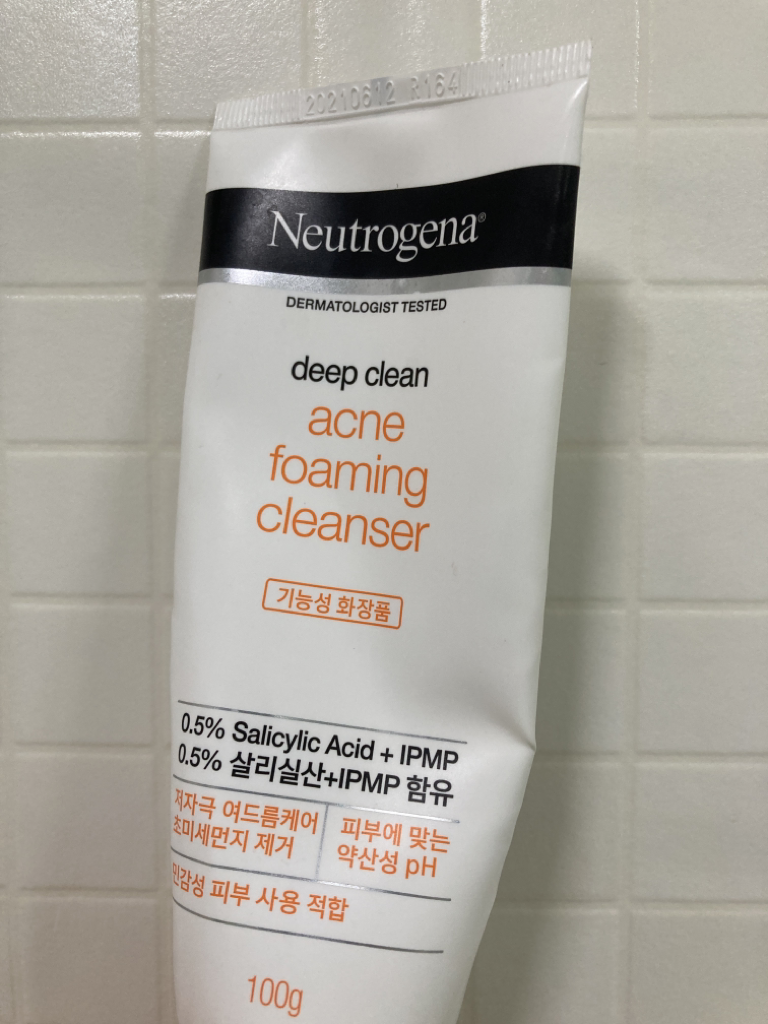 20210612 R164
Neutrogena®
DERMATOLOGIST TESTED
deep clean
acne
foaming
cleanser
기능성 화장품
0.5% Salicylic Acid + IPMP
0.5% 살리실산+IPMP 함유
저자극 여드름케어
초미세먼지 제거
피부에 맞는
약산성 pH
민감성 피부 사용 적합
100g